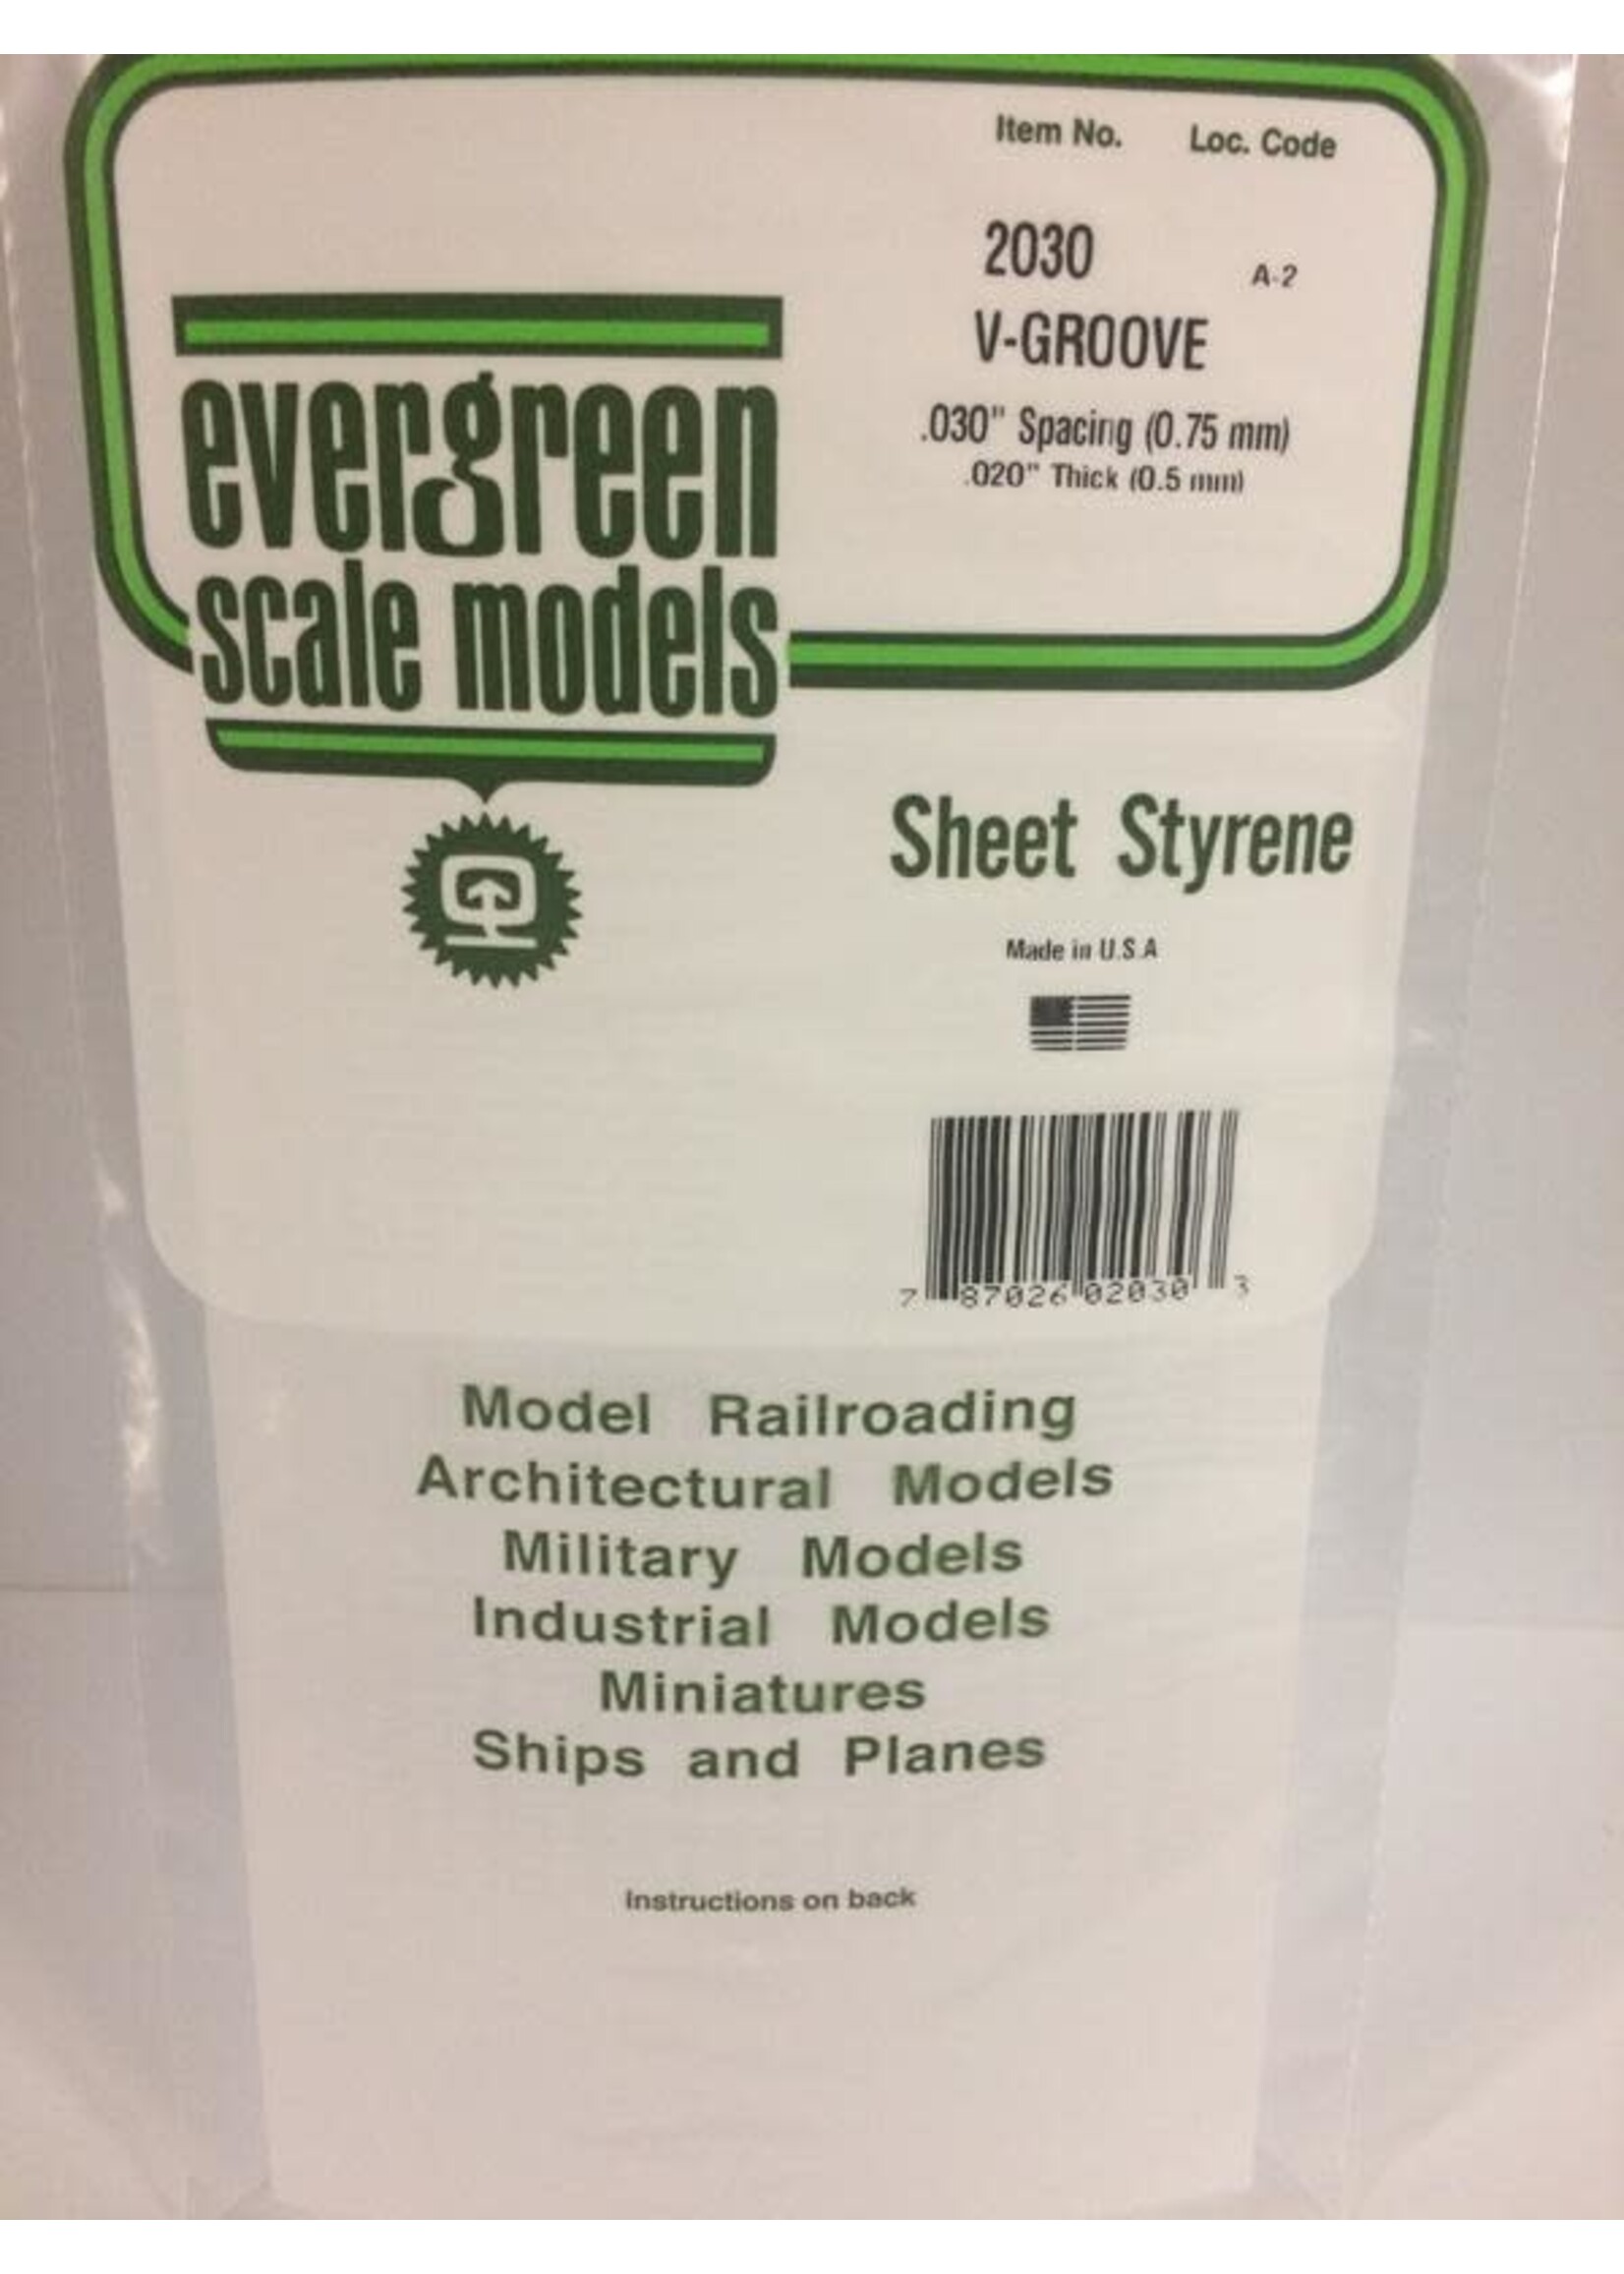 Item No. Loc. Code
2030 A-2
V-GROOVE
.030" Spacing (0.75 mm)
.020" Thick (0.5 mm)
evergreen
scale models
Sheet Styrene
Made in U.S.A
7 87026 02030 3
Model Railroading
Architectural Models
Military Models
Industrial Models
Miniatures
Ships and Planes
Instructions on back